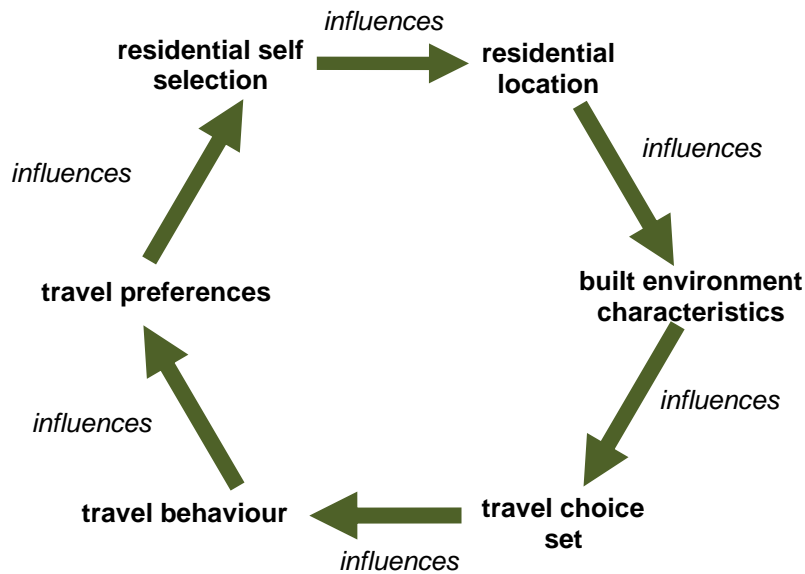 influences
residential self
selection
residential
location
influences
influences
travel preferences
built environment
characteristics
influences
influences
travel behaviour
travel choice
set
influences